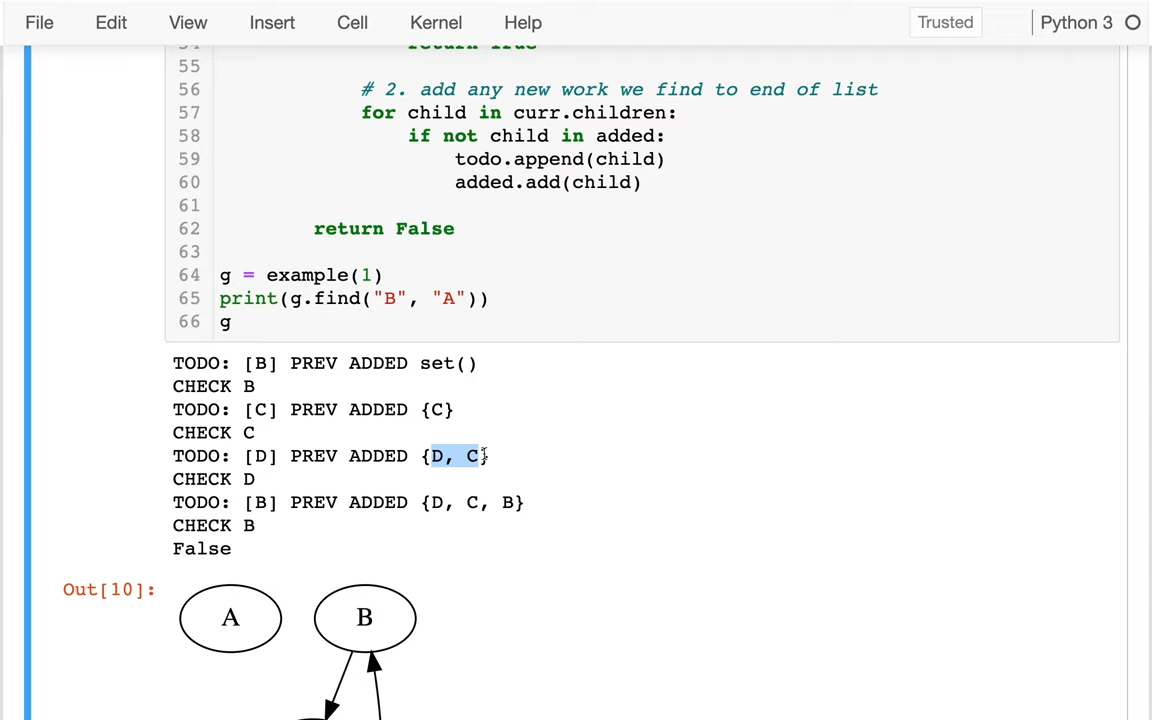 File Edit View Insert Cell Kernel Help Trusted Python 3
54 return True
55
56 # 2. add any new work we find to end of list
57 for child in curr.children:
58 if not child in added:
59 todo.append(child)
60 added.add(child)
61
62 return False
63
64 g = example(1)
65 print(g.find("B", "A"))
66 g
TODO: [B] PREV ADDED set()
CHECK B
TODO: [C] PREV ADDED {C}
CHECK C
TODO: [D] PREV ADDED {D, C}
CHECK D
TODO: [B] PREV ADDED {D, C, B}
CHECK B
False
Out[10]:
A B